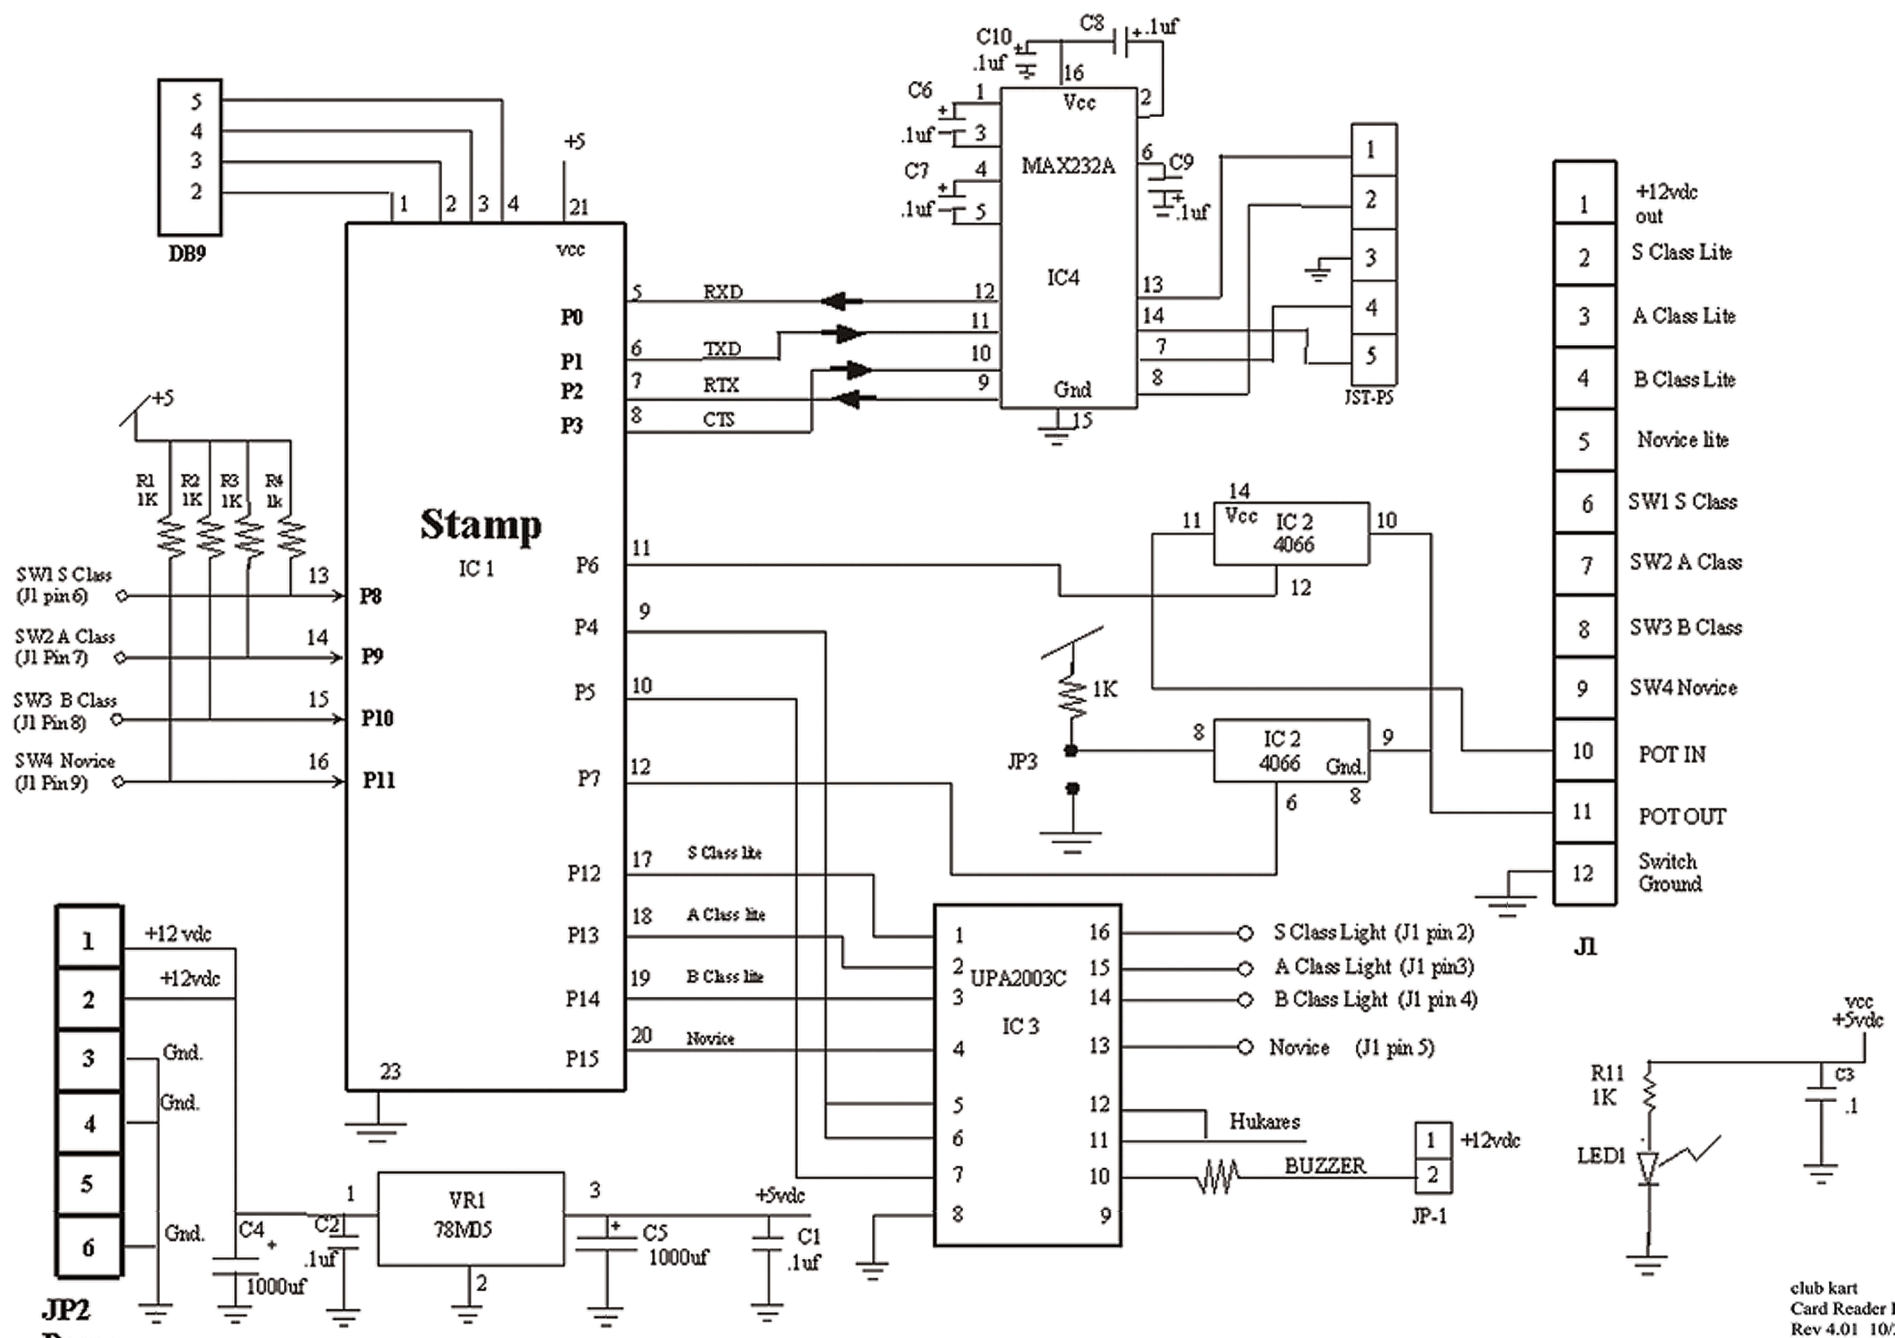 C10
.1uf
C8
+.1uf
16
5
4
3
2
DB9
1
2
3
4
+5
21
vcc
C6
+
.1uf
1
3
C7
+
.1uf
4
5
Vcc
2
MAX232A
6
C9
+
.1uf
IC4
12
11
10
9
13
14
7
8
Gnd
15
1
2
3
4
5
JST-P5
P0
P1
P2
P3
5
RXD
6
TXD
7
RTX
8
CTS
+5
R1
1K
R2
1K
R3
1K
R4
1k
SW1 S Class
(J1 pin6)
13
P8
SW2 A Class
(J1 Pin7)
14
P9
SW3 B Class
(J1 Pin8)
15
P10
SW4 Novice
(J1 Pin9)
16
P11
Stamp
IC 1
P6
11
P4
9
P5
10
P7
12
P12
17
S Class lite
P13
18
A Class lite
P14
19
B Class lite
P15
20
Novice
23
14
11
Vcc
IC 2
4066
10
12
1K
JP3
8
IC 2
4066
Gnd.
9
6
8
1
+12vdc
out
2
S Class Lite
3
A Class Lite
4
B Class Lite
5
Novice lite
6
SW1 S Class
7
SW2 A Class
8
SW3 B Class
9
SW4 Novice
10
POT IN
11
POT OUT
12
Switch
Ground
J1
1
2
3
4
5
6
7
8
UPA2003C
IC 3
16
S Class Light (J1 pin 2)
15
A Class Light (J1 pin3)
14
B Class Light (J1 pin 4)
13
Novice (J1 pin 5)
12
11
Hukares
10
BUZZER
9
1
+12vdc
2
JP-1
1
+12 vdc
2
+12vdc
3
Gnd.
Gnd.
4
5
6
Gnd.
JP2
C4
+
1000uf
C2
.1uf
1
VR1
78M05
3
2
+
C5
1000uf
+5vdc
C1
.1uf
vcc
+5vdc
R11
1K
C3
.1
LED1
club kart
Card Reader
Rev 4.01